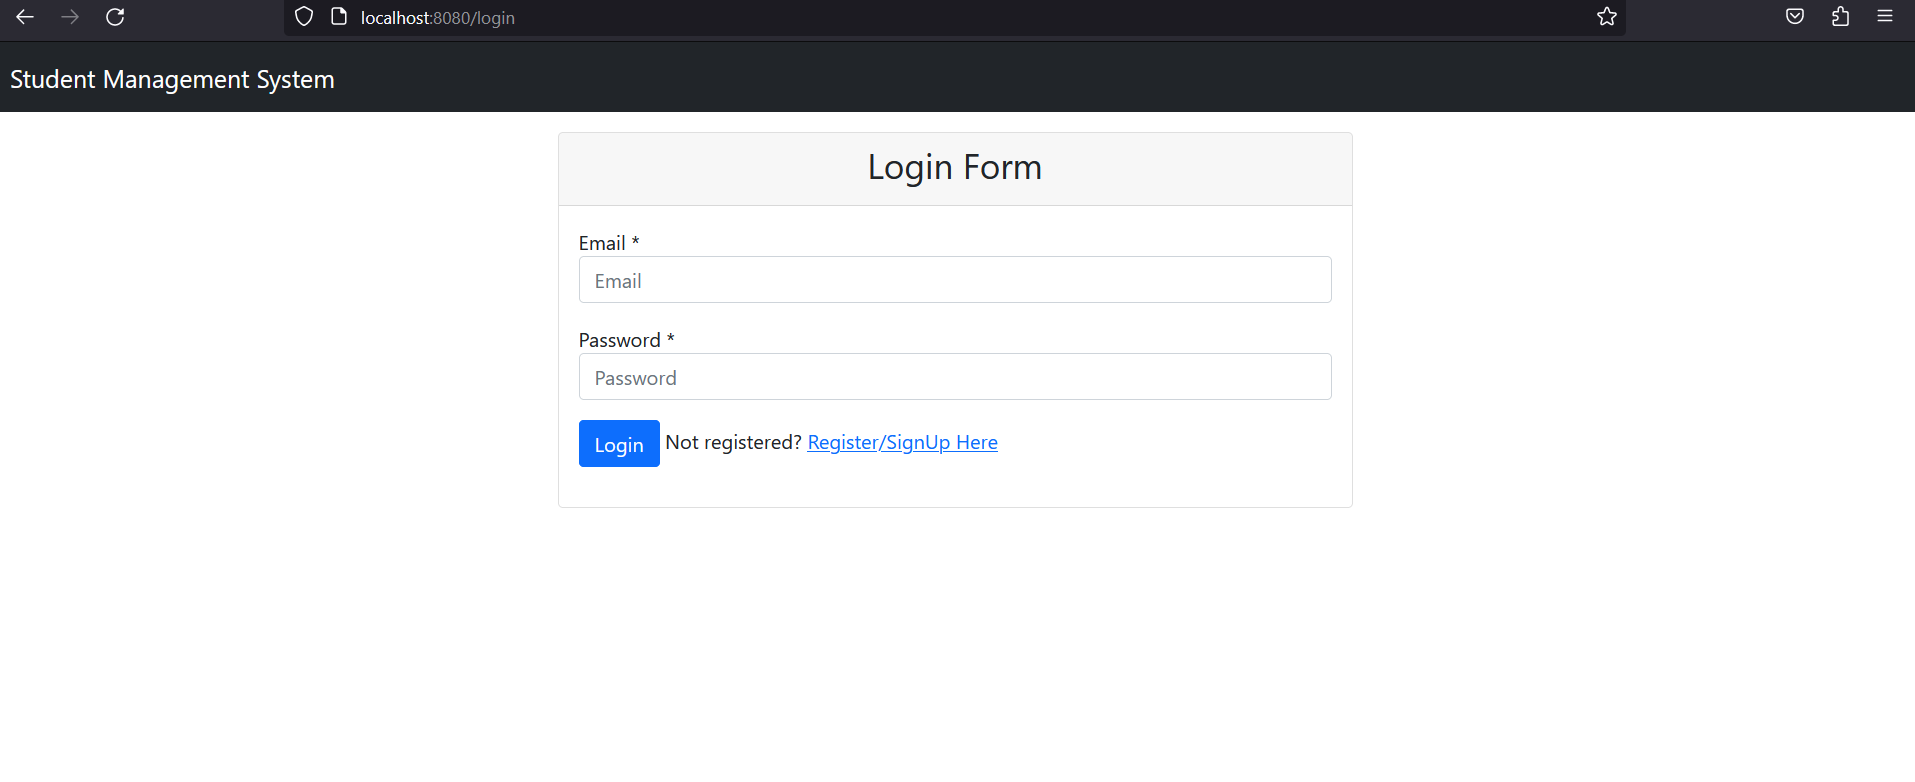 localhost:8080/login
Student Management System
Login Form
Email *
Email
Password *
Password
Login Not registered? Register/SignUp Here